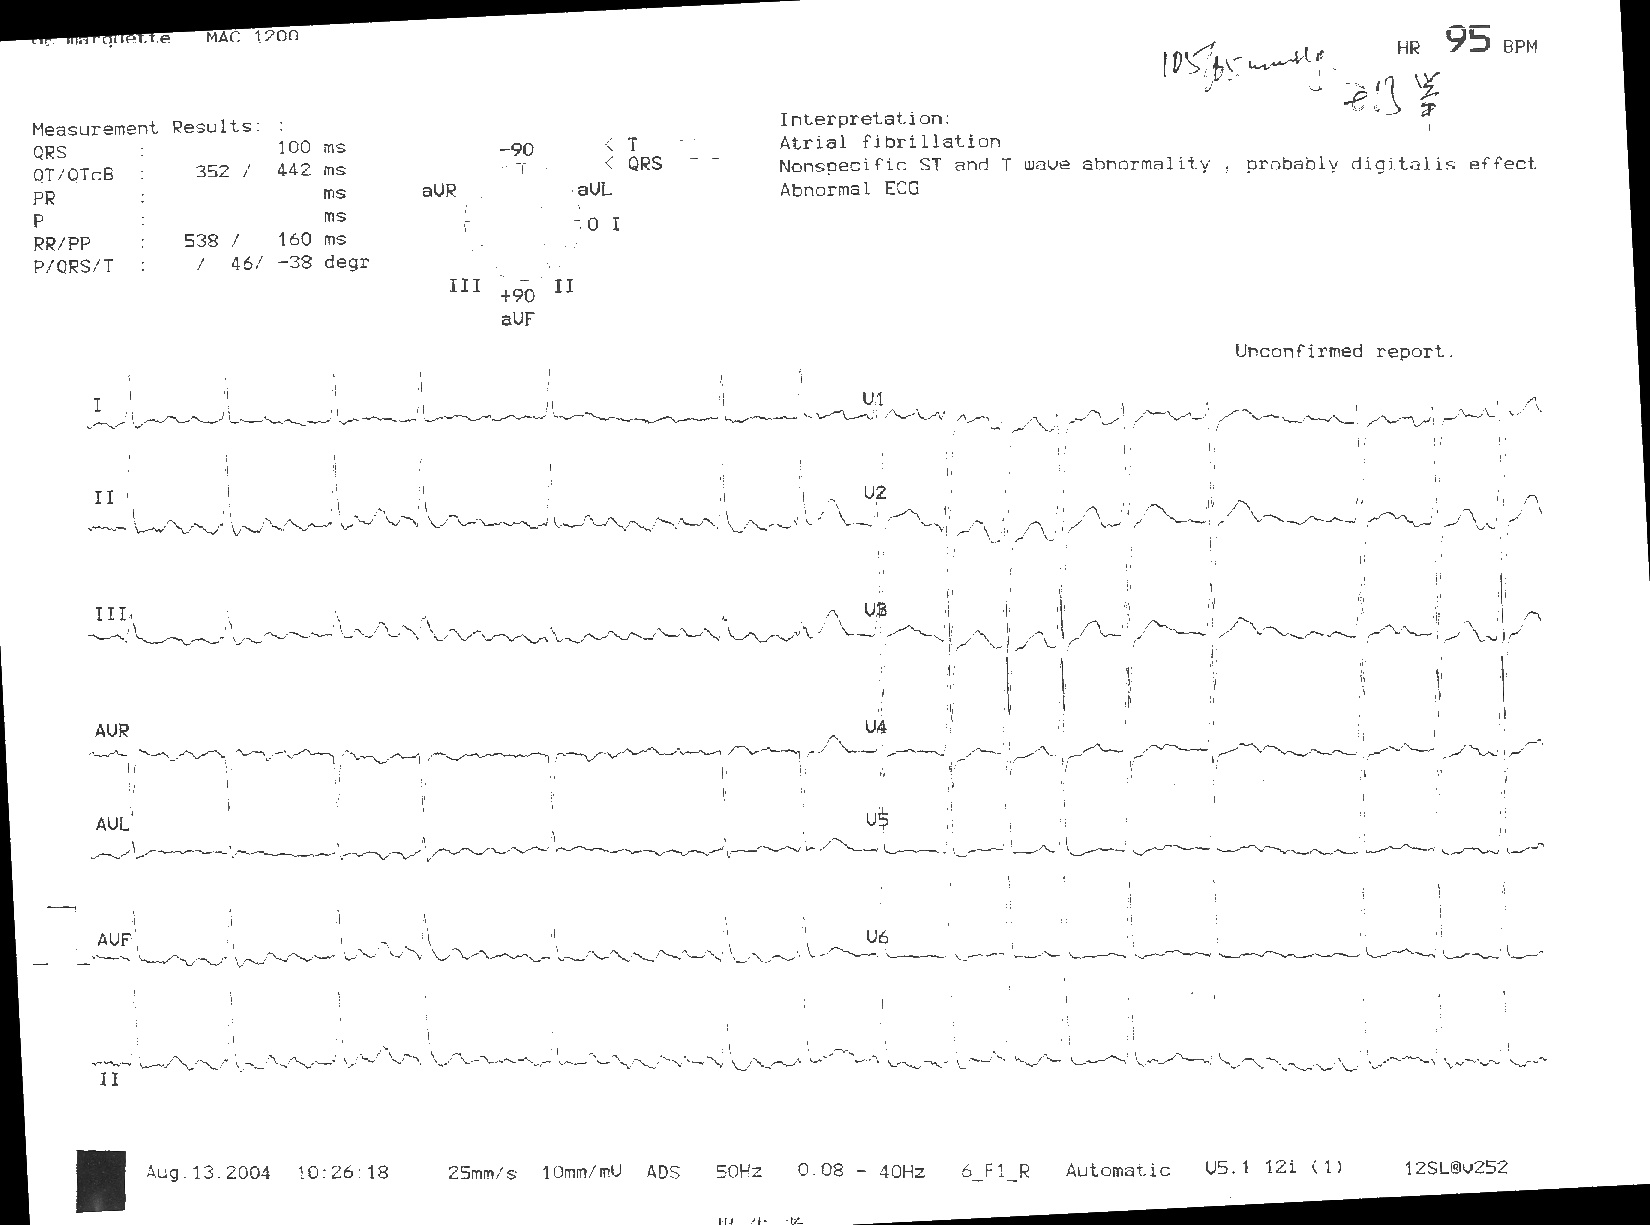 marquette MAC 1200
HR 95 BPM
105/65 mmHg
Measurement Results: :
QRS : 100 ms
QT/QTcB : 352 / 442 ms
PR : ms
P : ms
RR/PP : 538 / 160 ms
P/QRS/T : / 46/ -38 degr
-90
< T - -
< QRS - -
aVR aVL
0 I
III +90 II
aVF
Interpretation:
Atrial fibrillation
Nonspecific ST and T wave abnormality , probably digitalis effect
Abnormal ECG
Unconfirmed report.
I V1
II V2
III V3
AVR V4
AVL V5
AVF V6
II
Aug.13.2004 10:26:18 25mm/s 10mm/mV ADS 50Hz 0.08 - 40Hz 6_F1_R Automatic V5.1 12i (1) 12SL@v252